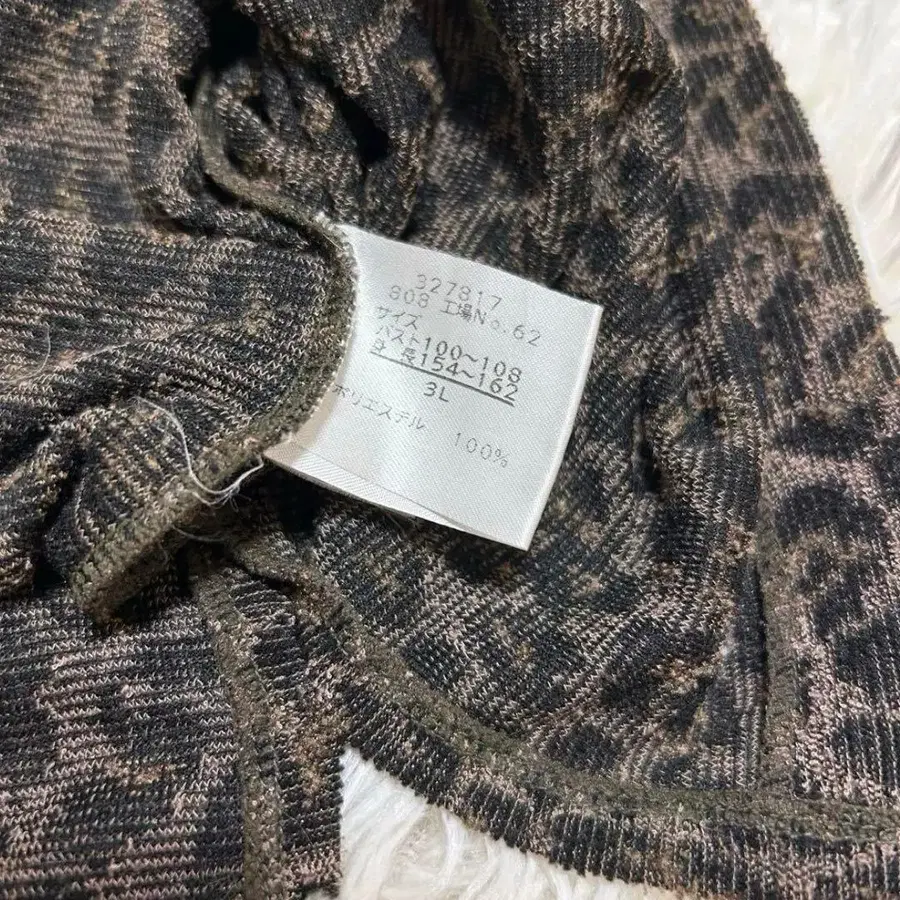 327817
808 工場No.62
サイズ
バスト100~108
身 長154~162
3L
ポリエステル 100%